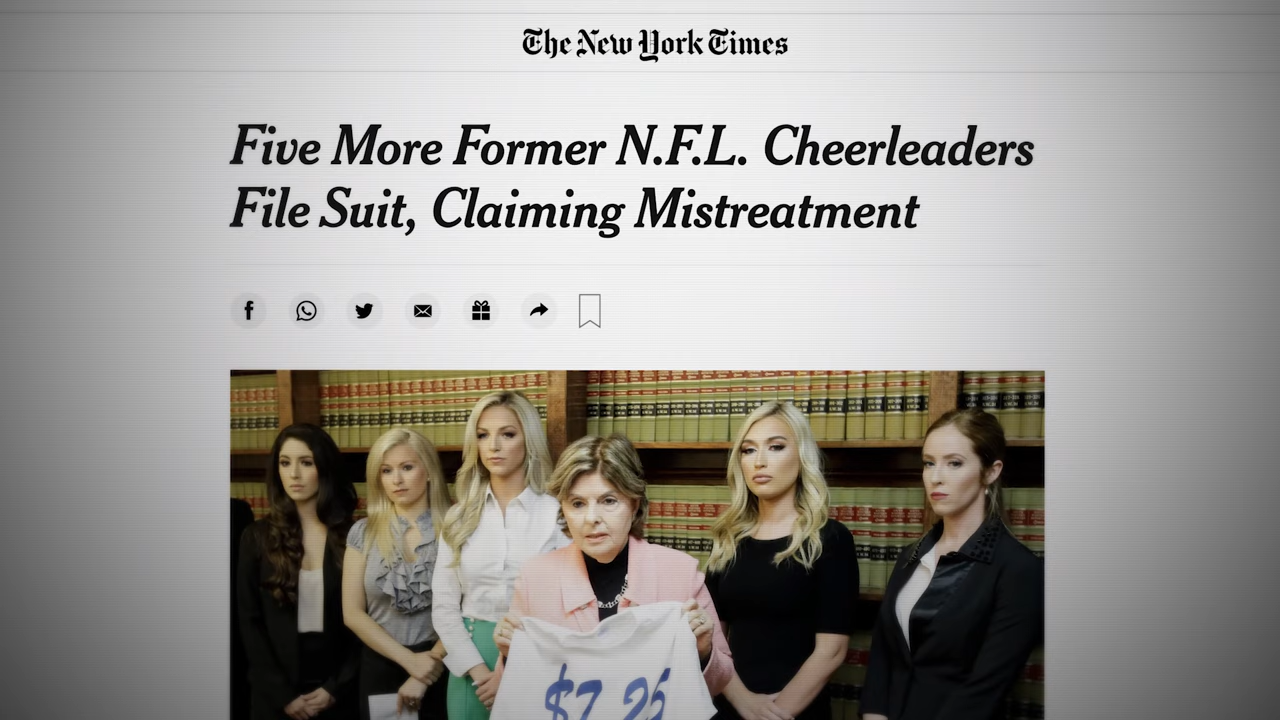 The New York Times
Five More Former N.F.L. Cheerleaders
File Suit, Claiming Mistreatment
$7.25